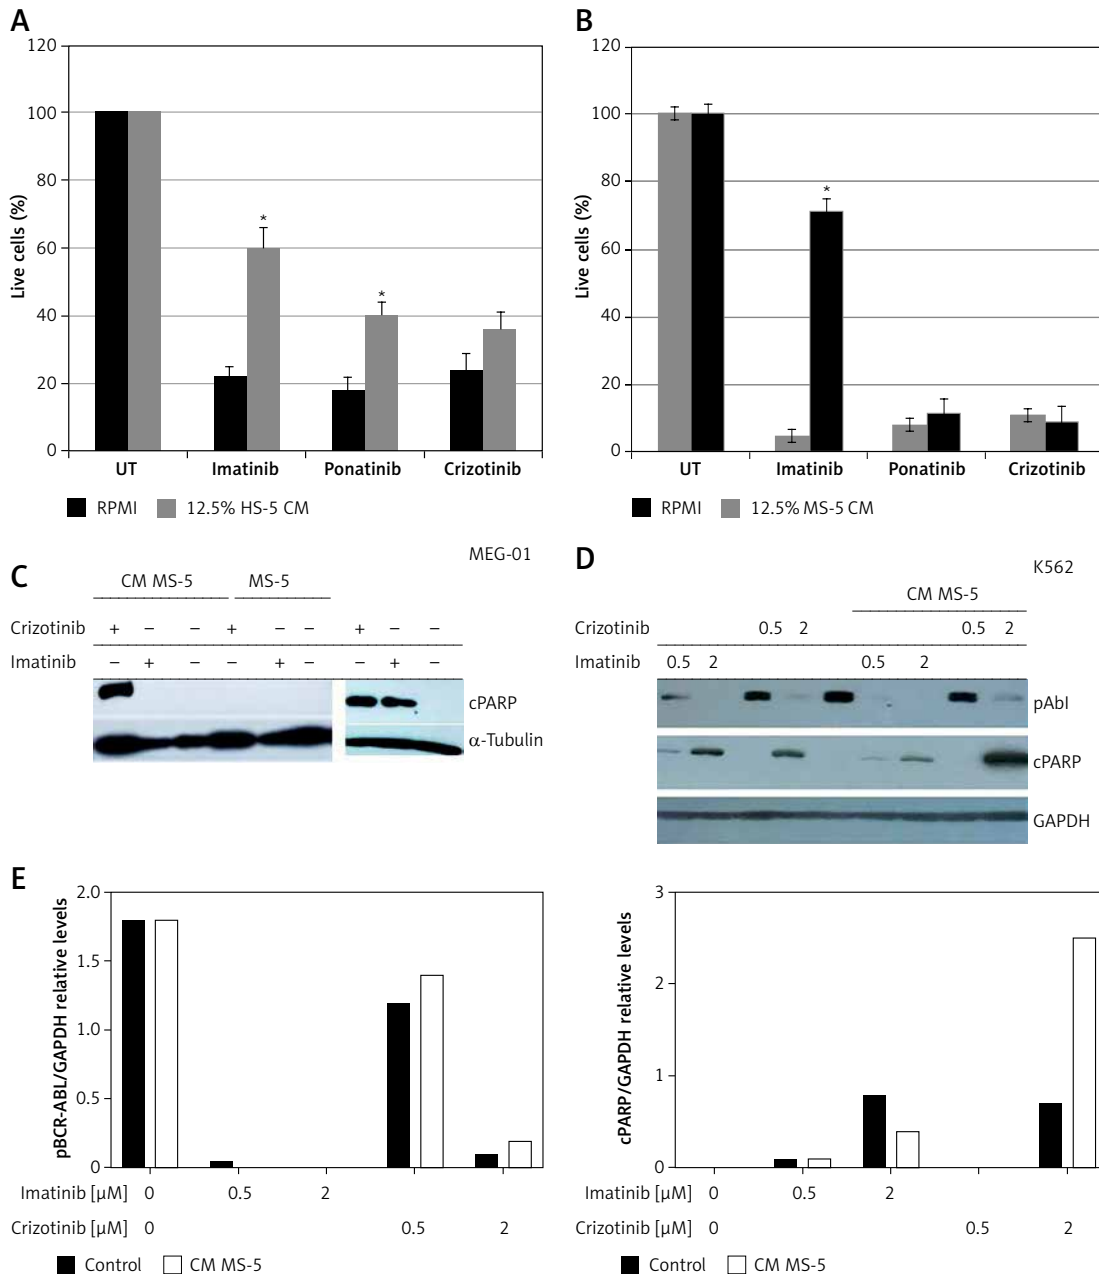 A
120
100
80
60
40
20
0
Live cells (%)
*
*
UT Imatinib Ponatinib Crizotinib
RPMI 12.5% HS-5 CM
B
120
100
80
60
40
20
0
Live cells (%)
*
UT Imatinib Ponatinib Crizotinib
RPMI 12.5% MS-5 CM
C
MEG-01
CM MS-5 MS-5
Crizotinib + – – + – – + – –
Imatinib – + – – + – – + –
cPARP
α-Tubulin
D
K562
CM MS-5
Crizotinib 0.5 2 0.5 2
Imatinib 0.5 2 0.5 2
pAbl
cPARP
GAPDH
E
2.0
1.5
1.0
0.5
0
pBCR-ABL/GAPDH relative levels
Imatinib [μM] 0 0.5 2
Crizotinib [μM] 0 0.5 2
Control CM MS-5
3
2
1
0
cPARP/GAPDH relative levels
Imatinib [μM] 0 0.5 2
Crizotinib [μM] 0 0.5 2
Control CM MS-5